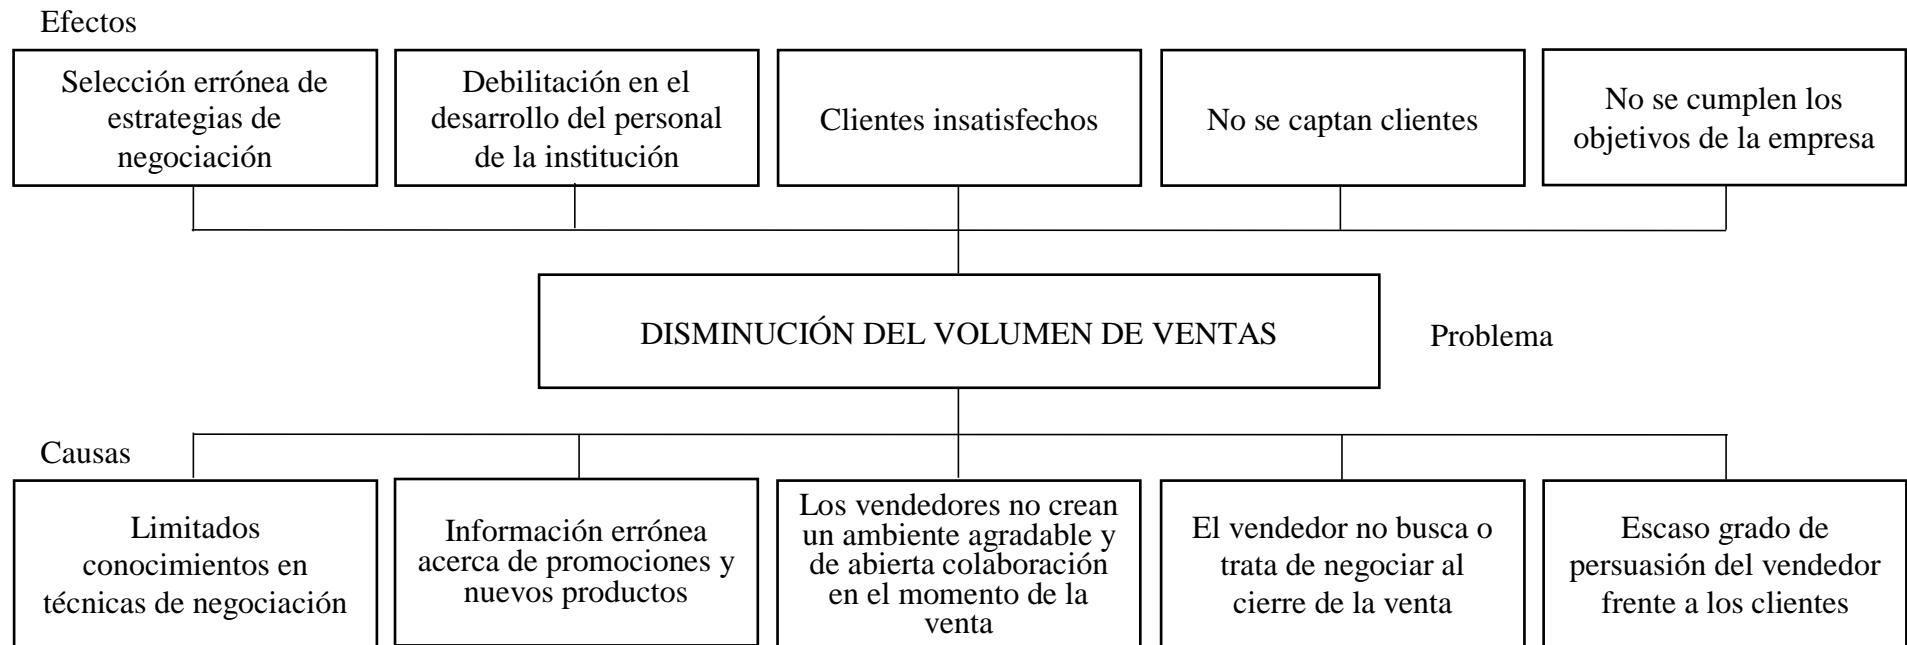 Efectos
Selección errónea de
estrategias de
negociación
Debilitación en el
desarrollo del personal
de la institución
Clientes insatisfechos
No se captan clientes
No se cumplen los
objetivos de la empresa
DISMINUCIÓN DEL VOLUMEN DE VENTAS
Problema
Causas
Limitados
conocimientos en
técnicas de negociación
Información errónea
acerca de promociones y
nuevos productos
Los vendedores no crean
un ambiente agradable y
de abierta colaboración
en el momento de la
venta
El vendedor no busca o
trata de negociar al
cierre de la venta
Escaso grado de
persuasión del vendedor
frente a los clientes